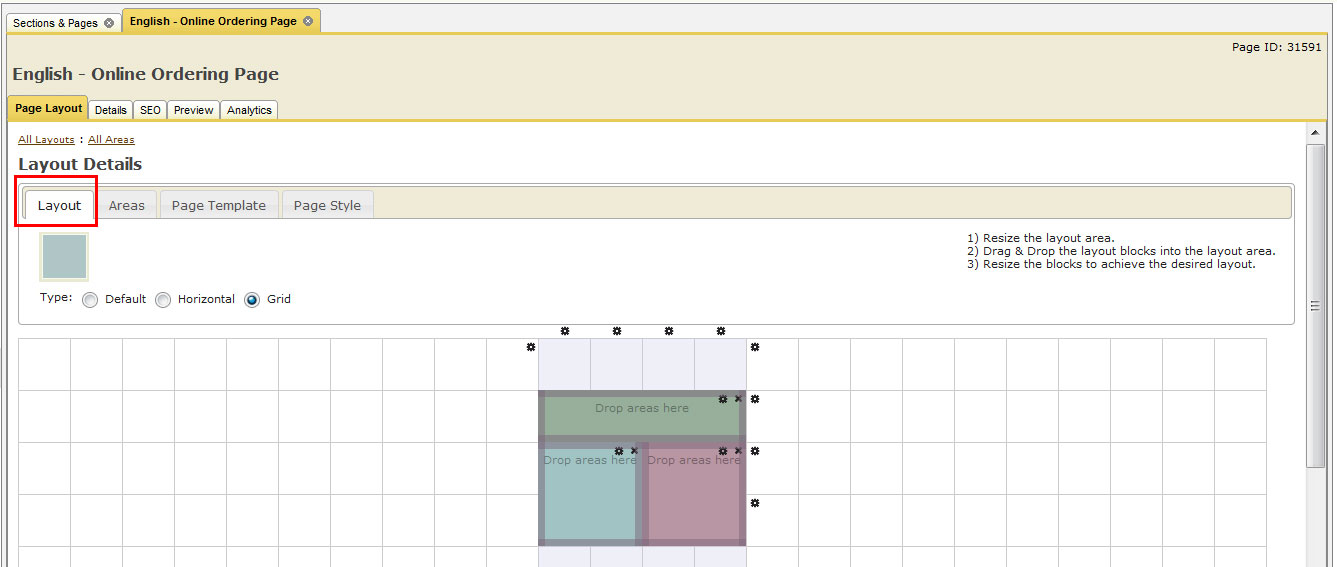 Sections & Pages
English - Online Ordering Page
Page ID: 31591
English - Online Ordering Page
Page Layout
Details
SEO
Preview
Analytics
All Layouts : All Areas
Layout Details
Layout
Areas
Page Template
Page Style
1) Resize the layout area.
2) Drag & Drop the layout blocks into the layout area.
3) Resize the blocks to achieve the desired layout.
Type: Default Horizontal Grid
Drop areas here
Drop areas here
Drop areas here